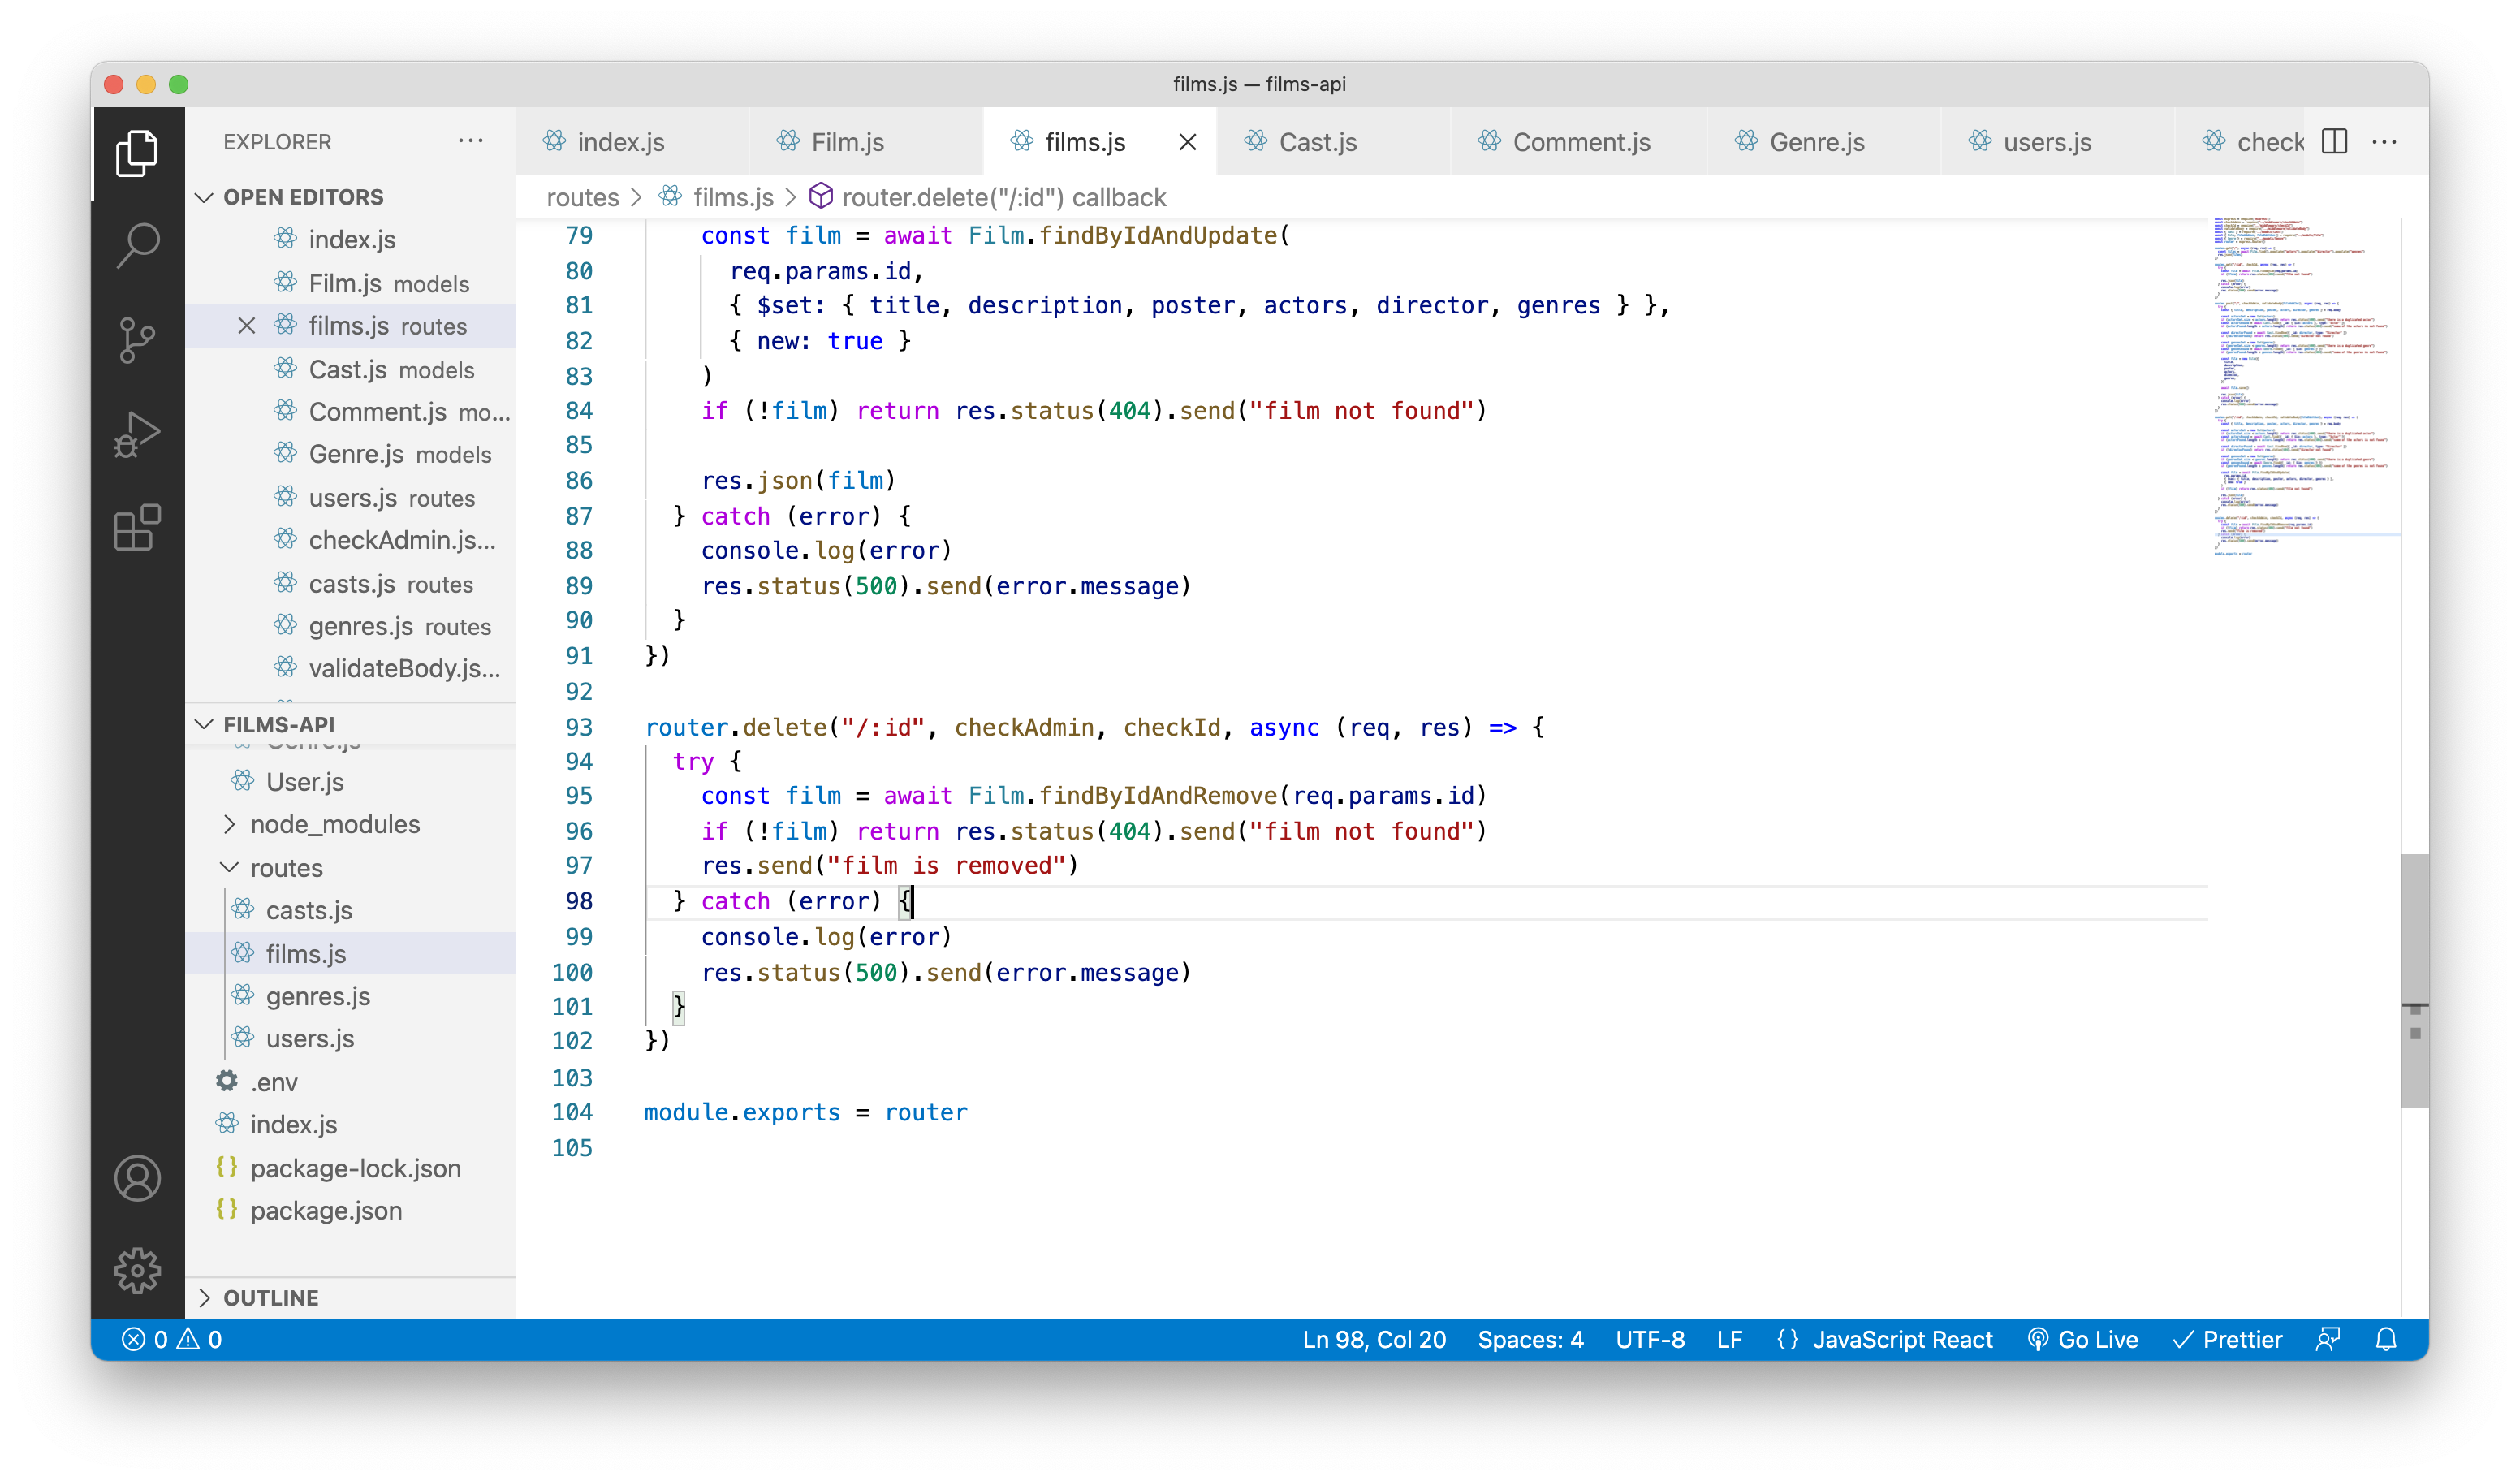 films.js — films-api
EXPLORER
OPEN EDITORS
index.js
Film.js models
films.js routes
Cast.js models
Comment.js mo...
Genre.js models
users.js routes
checkAdmin.js...
casts.js routes
genres.js routes
validateBody.js...
FILMS-API
Genre.js
User.js
node_modules
routes
casts.js
films.js
genres.js
users.js
.env
index.js
package-lock.json
package.json
OUTLINE
index.js Film.js films.js Cast.js Comment.js Genre.js users.js check
routes > films.js > router.delete("/:id") callback
79 const film = await Film.findByIdAndUpdate(
80 req.params.id,
81 { $set: { title, description, poster, actors, director, genres } },
82 { new: true }
83 )
84 if (!film) return res.status(404).send("film not found")
85
86 res.json(film)
87 } catch (error) {
88 console.log(error)
89 res.status(500).send(error.message)
90 }
91 })
92
93 router.delete("/:id", checkAdmin, checkId, async (req, res) => {
94 try {
95 const film = await Film.findByIdAndRemove(req.params.id)
96 if (!film) return res.status(404).send("film not found")
97 res.send("film is removed")
98 } catch (error) {
99 console.log(error)
100 res.status(500).send(error.message)
101 }
102 })
103
104 module.exports = router
105
0 0 Ln 98, Col 20 Spaces: 4 UTF-8 LF {} JavaScript React Go Live Prettier